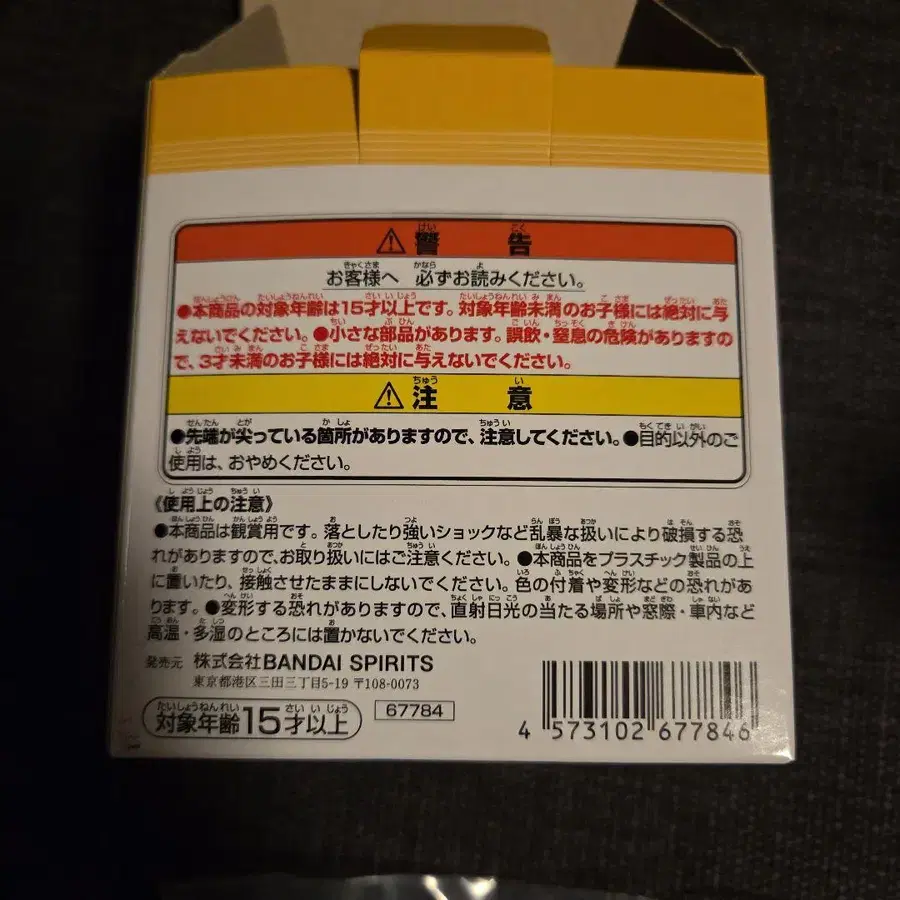 ⚠警告
お客様へ 必ずお読みください。
●本商品の対象年齢は15才以上です。対象年齢未満のお子様には絶対に与
えないでください。●小さな部品があります。誤飲・窒息の危険がありますの
で、3才未満のお子様には絶対に与えないでください。
⚠注意
●先端が尖っている箇所がありますので、注意してください。●目的以外のご
使用は、おやめください。
《使用上の注意》
●本商品は観賞用です。落としたり強いショックなど乱暴な扱いにより破損する恐
れがありますので、お取り扱いにはご注意ください。●本商品をプラスチック製品の上
に置いたり、接触させたままにしないでください。色の付着や変形などの恐れがあ
ります。●変形する恐れがありますので、直射日光の当たる場所や窓際・車内など
高温・多湿のところには置かないでください。
発売元 株式会社BANDAI SPIRITS
東京都港区三田三丁目5-19 〒108-0073
対象年齢15才以上
67784
4 573102 677846